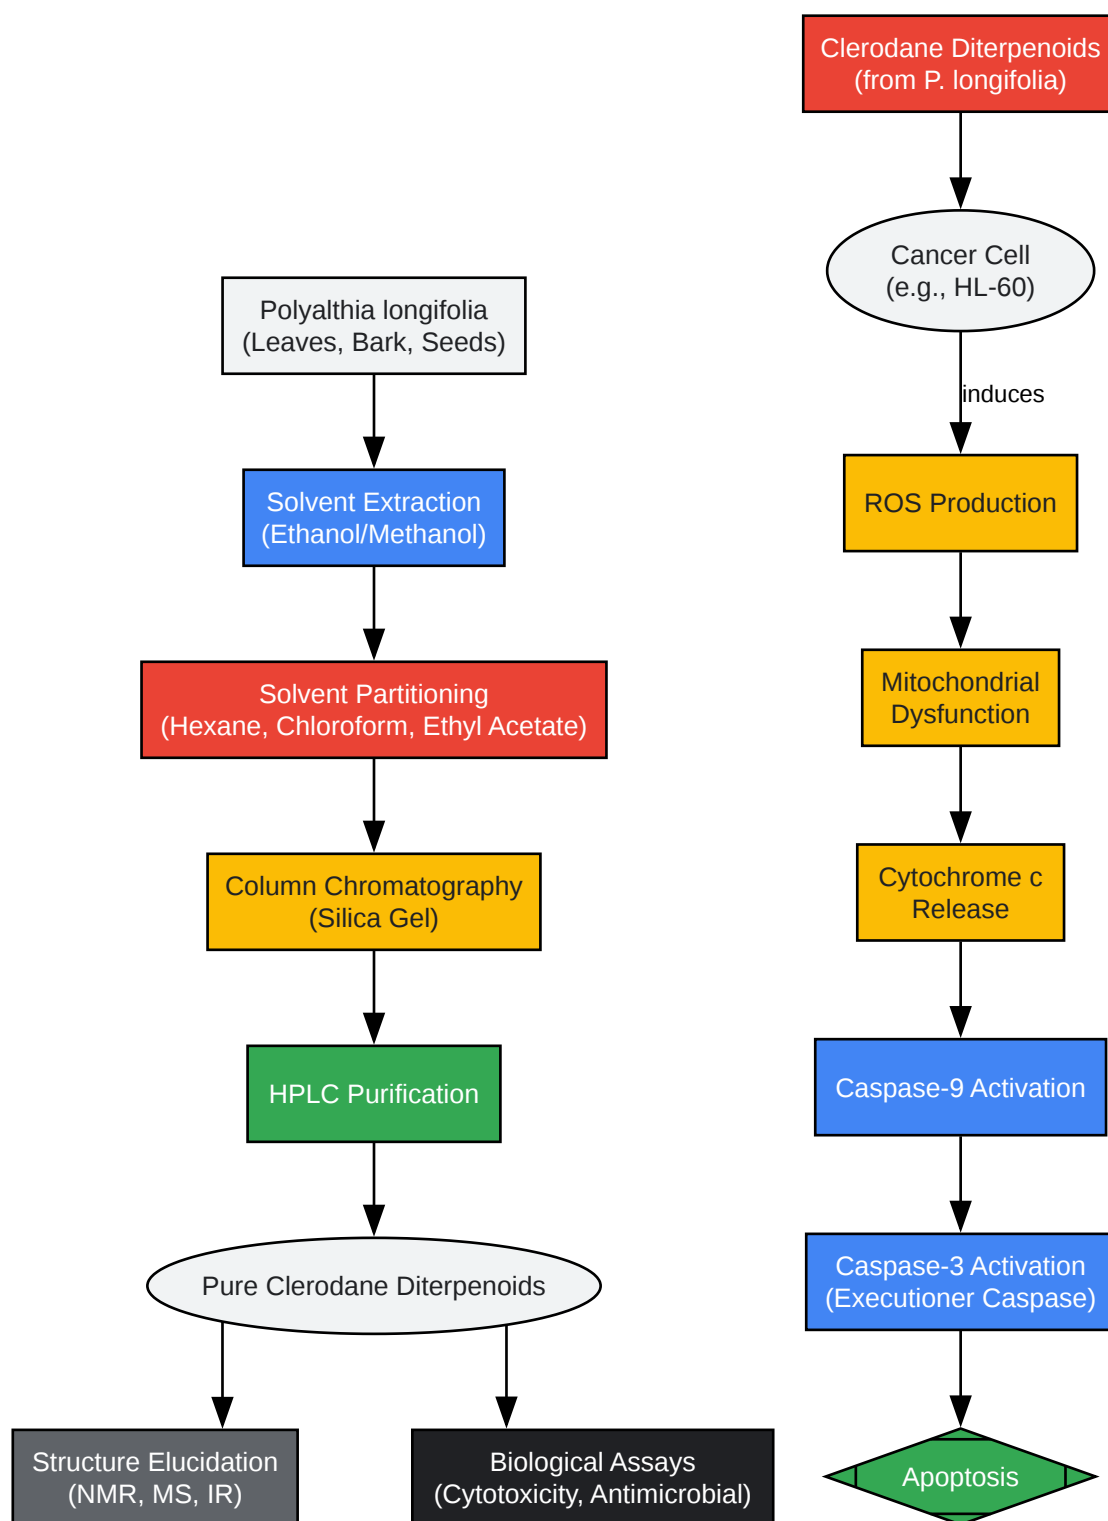 Polyalthia longifolia
(Leaves, Bark, Seeds)
Solvent Extraction
(Ethanol/Methanol)
Solvent Partitioning
(Hexane, Chloroform, Ethyl Acetate)
Column Chromatography
(Silica Gel)
HPLC Purification
Pure Clerodane Diterpenoids
Structure Elucidation
(NMR, MS, IR)
Biological Assays
(Cytotoxicity, Antimicrobial)
Clerodane Diterpenoids
(from P. longifolia)
Cancer Cell
(e.g., HL-60)
induces
ROS Production
Mitochondrial
Dysfunction
Cytochrome c
Release
Caspase-9 Activation
Caspase-3 Activation
(Executioner Caspase)
Apoptosis